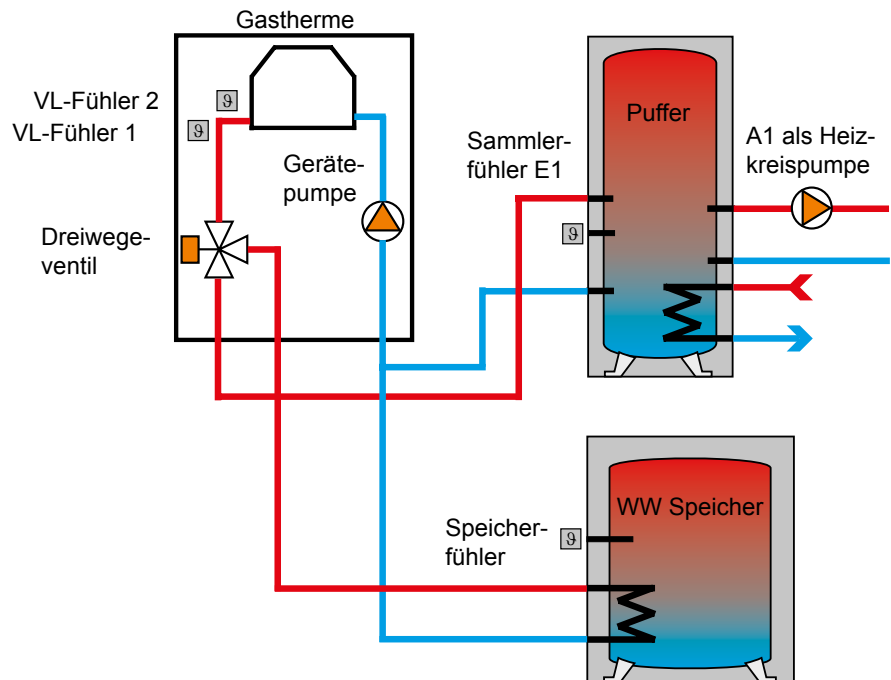 Gastherme
VL-Fühler 2
ϑ
VL-Fühler 1
ϑ
Geräte-
pumpe
Dreiwege-
ventil
Sammler-
fühler E1
ϑ
Puffer
A1 als Heiz-
kreispumpe
Speicher-
fühler
ϑ
WW Speicher